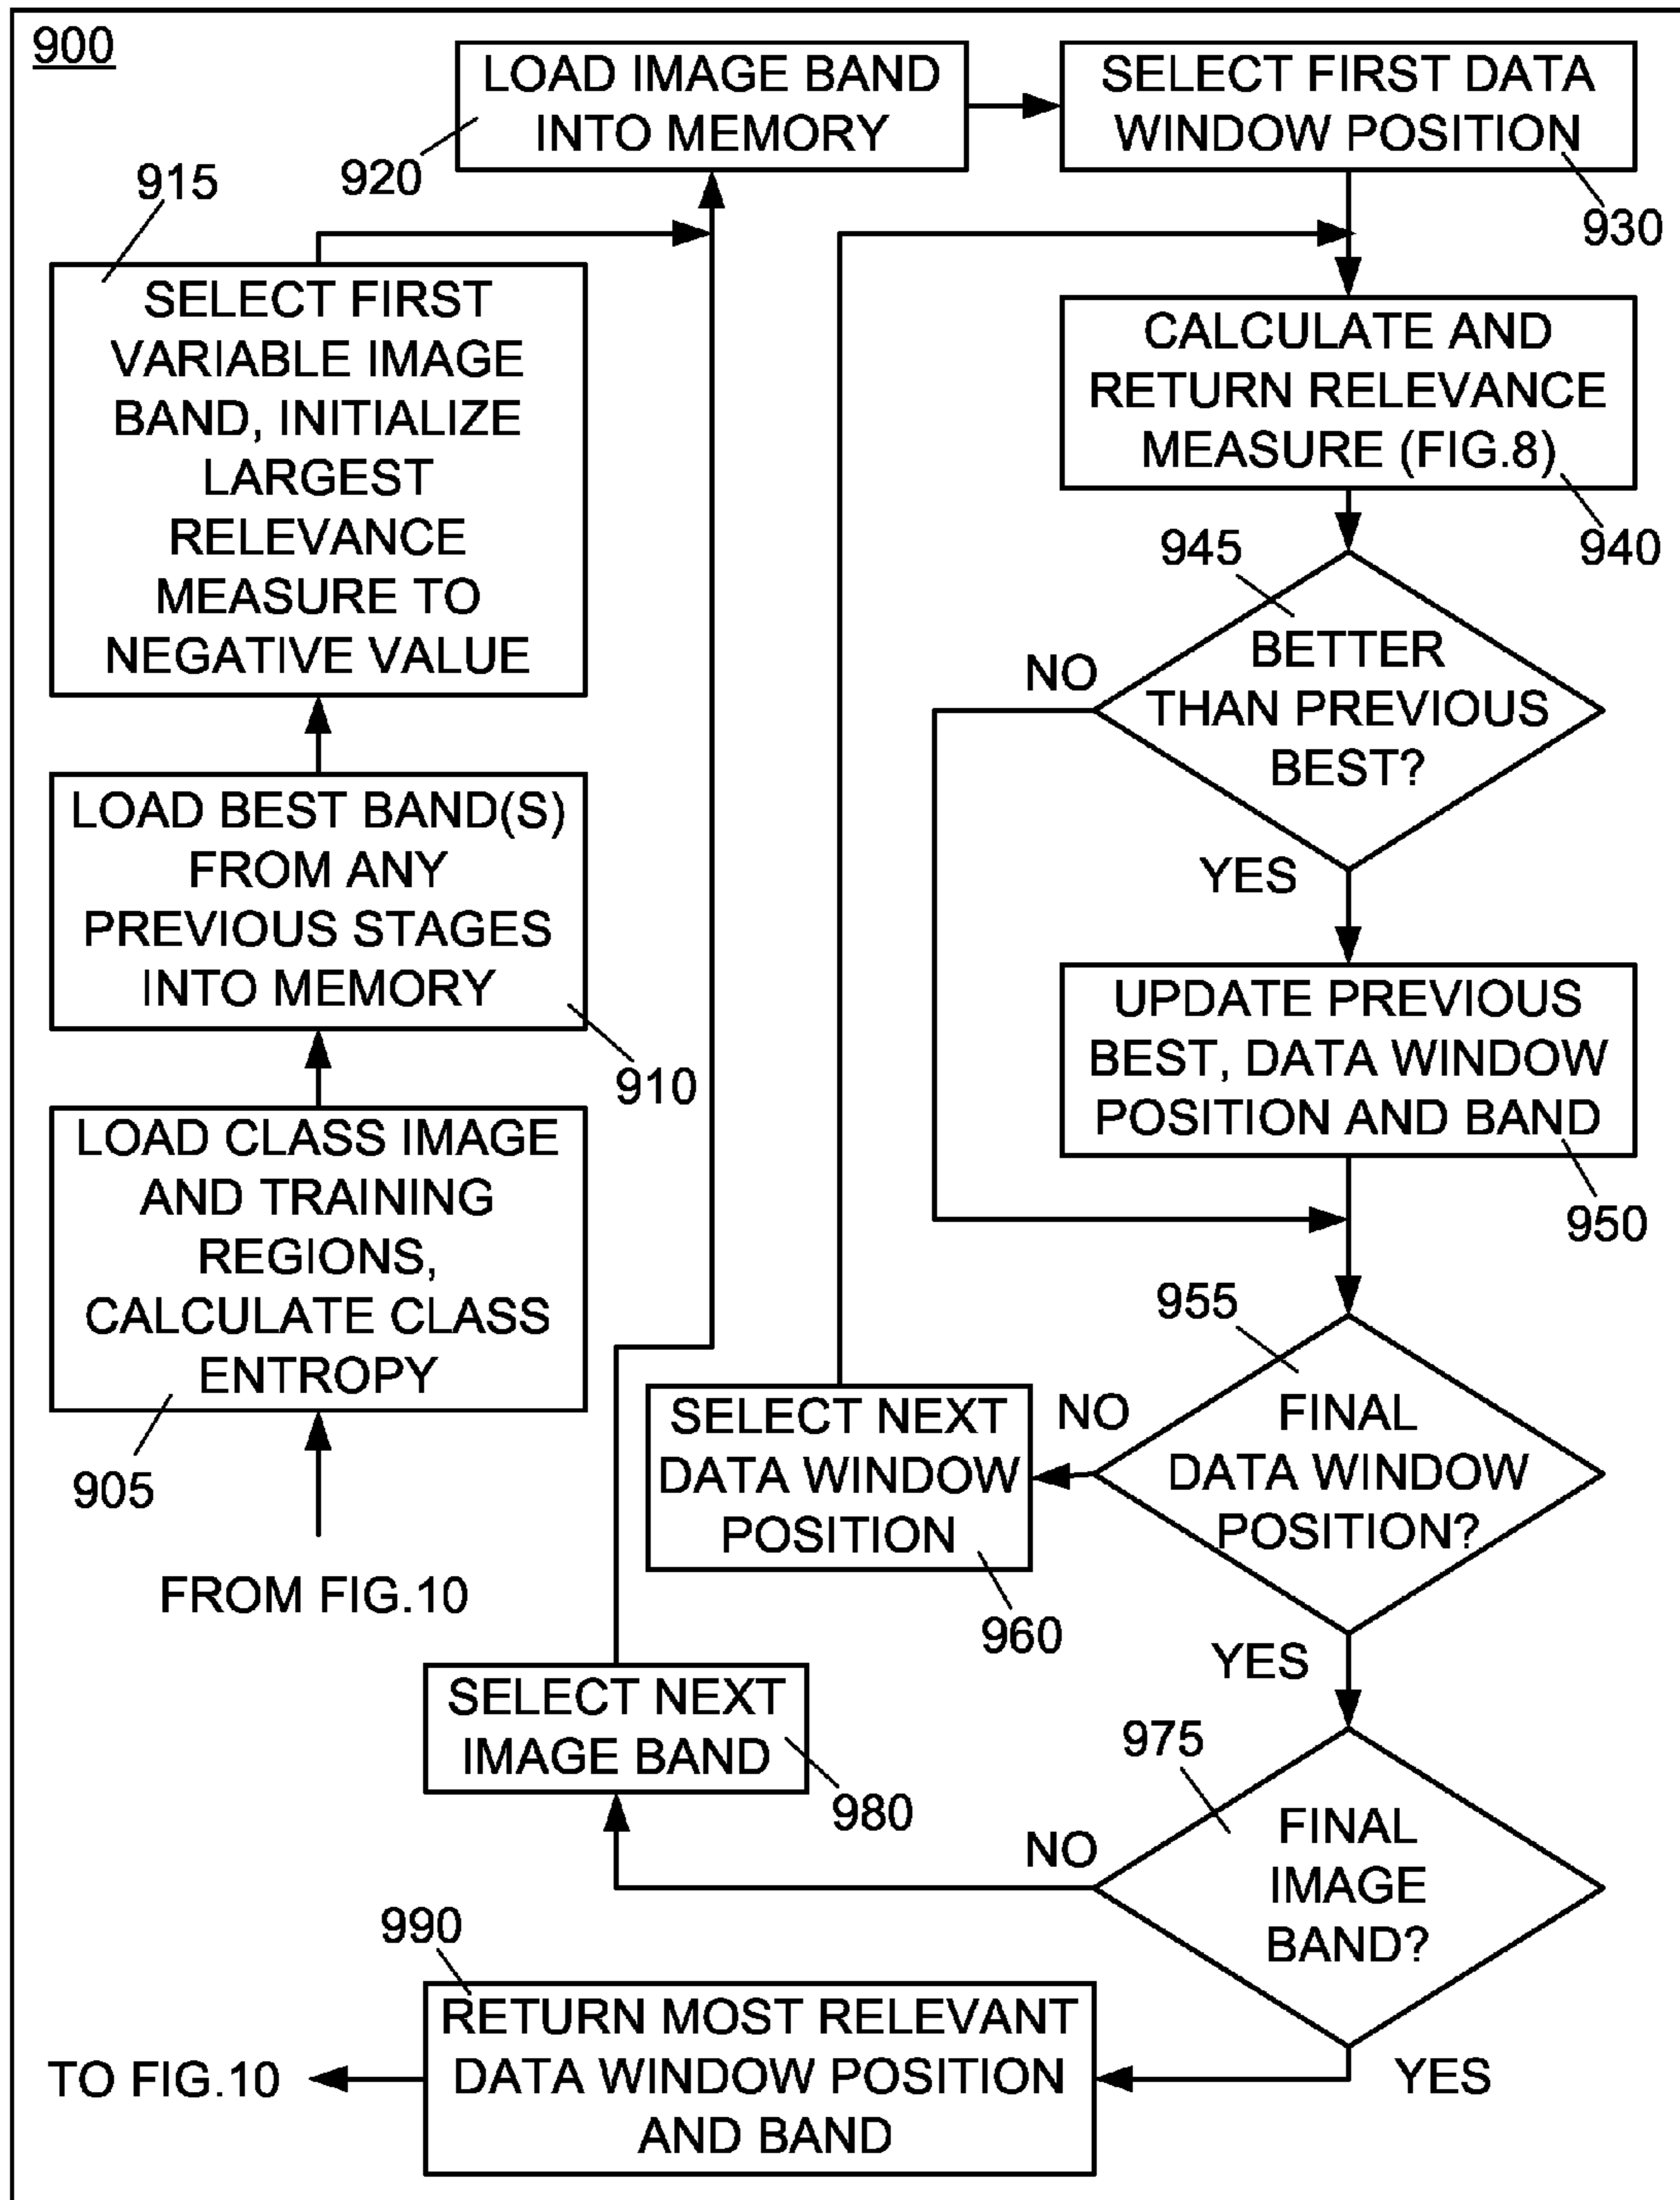 900
LOAD IMAGE BAND
INTO MEMORY
920
SELECT FIRST DATA
WINDOW POSITION
930
915
SELECT FIRST
VARIABLE IMAGE
BAND, INITIALIZE
LARGEST
RELEVANCE
MEASURE TO
NEGATIVE VALUE
CALCULATE AND
RETURN RELEVANCE
MEASURE (FIG.8)
940
945
BETTER
THAN PREVIOUS
BEST?
NO
YES
LOAD BEST BAND(S)
FROM ANY
PREVIOUS STAGES
INTO MEMORY
910
UPDATE PREVIOUS
BEST, DATA WINDOW
POSITION AND BAND
950
LOAD CLASS IMAGE
AND TRAINING
REGIONS,
CALCULATE CLASS
ENTROPY
905
FROM FIG.10
955
FINAL
DATA WINDOW
POSITION?
NO
YES
SELECT NEXT
DATA WINDOW
POSITION
960
SELECT NEXT
IMAGE BAND
980
975
FINAL
IMAGE
BAND?
NO
YES
990
RETURN MOST RELEVANT
DATA WINDOW POSITION
AND BAND
TO FIG.10